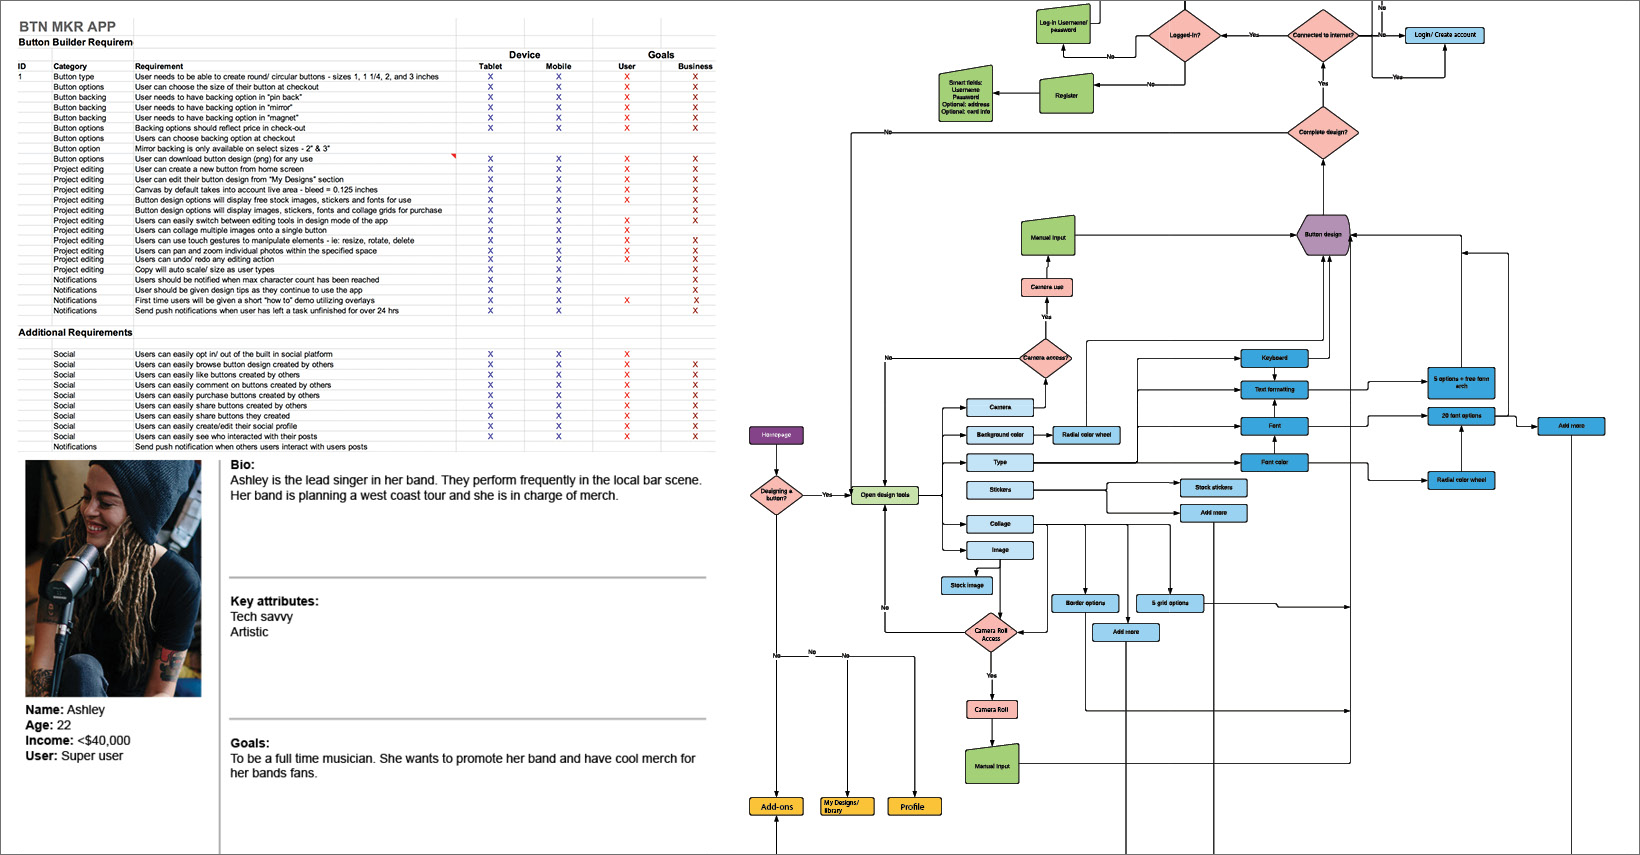 BTN MKR APP
Button Builder Requirem
Device Goals
ID Category Requirement Tablet Mobile User Business
1 Button type User needs to be able to create round/ circular buttons - sizes 1, 1 1/4, 2, and 3 inches X X X X
Button options User can choose the size of their button at checkout X X X X
Button backing User needs to have backing option in "pin back" X X X X
Button backing User needs to have backing option in "mirror" X X X X
Button backing User needs to have backing option in "magnet" X X X X
Button options Backing options should reflect price in check-out X X X X
Button options Users can choose backing option at checkout
Button option Mirror backing is only available on select sizes - 2" & 3"
Button options User can download button design (png) for any use X X X X
Project editing User can create a new button from home screen X X X X
Project editing User can edit their button design from "My Designs" section X X X X
Project editing Canvas by default takes into account live area - bleed = 0.125 inches X X X X
Project editing Button design options will display free stock images, stickers and fonts for use X X X X
Project editing Button design options will display images, stickers, fonts and collage grids for purchase X X X
Project editing Users can easily switch between editing tools in design mode of the app X X X X
Project editing Users can collage multiple images onto a single button X X X
Project editing Users can use touch gestures to manipulate elements - ie: resize, rotate, delete X X X X
Project editing Users can pan and zoom individual photos within the specified space X X X X
Project editing Users can undo/ redo any editing action X X X X
Project editing Copy will auto scale/ size as user types X X X
Notifications Users should be notified when max character count has been reached X X X
Notifications User should be given design tips as they continue to use the app X X X
Notifications First time users will be given a short "how to" demo utilizing overlays X X X X
Notifications Send push notifications when user has left a task unfinished for over 24 hrs X X X
Additional Requirements
Social Users can easily opt in/ out of the built in social platform X X X
Social Users can easily browse button design created by others X X X X
Social Users can easily like buttons created by others X X X X
Social Users can easily comment on buttons created by others X X X X
Social Users can easily purchase buttons created by others X X X X
Social Users can easily share buttons created by others X X X X
Social Users can easily share buttons they created X X X X
Social Users can easily create/edit their social profile X X X X
Social Users can easily see who interacted with their posts X X X X
Notifications Send push notification when others users interact with users posts
Bio:
Ashley is the lead singer in her band. They perform frequently in the local bar scene.
Her band is planning a west coast tour and she is in charge of merch.
Key attributes:
Tech savvy
Artistic
Name: Ashley
Age: 22
Income: <$40,000
User: Super user
Goals:
To be a full time musician. She wants to promote her band and have cool merch for
her bands fans.
Log-in Username/
password
Logged-in?
Yes
Connected to internet?
No
No
Login/ Create account
No
Yes
Smart fields:
Username
Password
Optional: address
Optional: card info
Register
No
Yes
No
Complete design?
Manual input
Button design
Camera use
Yes
No
Camera access?
Keyboard
Text formatting
5 options + free form
arch
Camera
20 font options
Font
Add more
Homepage
Background color
Radial color wheel
Type
Font color
Radial color wheel
Designing a
button?
Yes
Open design tools
Stickers
Stock stickers
Add more
Collage
Image
Stock image
Border options
5 grid options
No
Camera Roll
Access
Add more
No
No
No
Yes
Camera Roll
Manual input
Add-ons
My Designs/
library
Profile